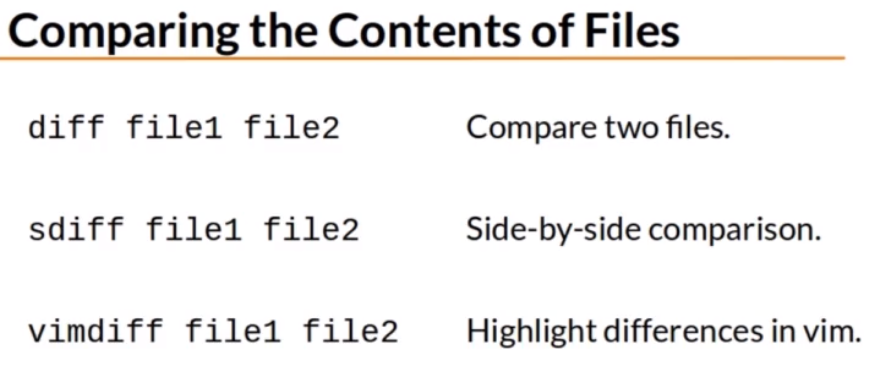 Comparing the Contents of Files
diff file1 file2 Compare two files.
sdiff file1 file2 Side-by-side comparison.
vimdiff file1 file2 Highlight differences in vim.